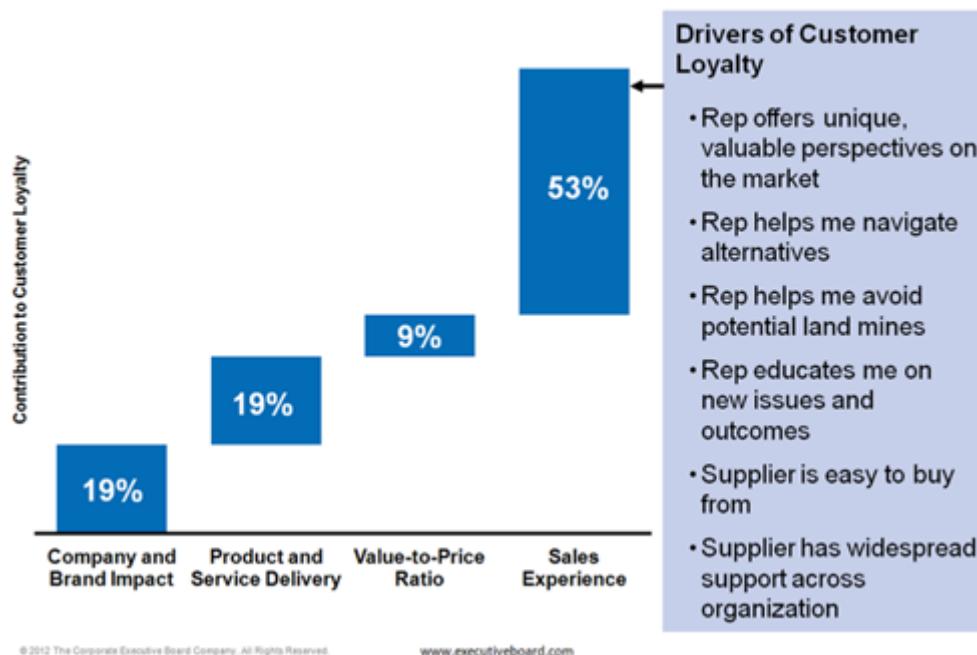 Drivers of Customer
Loyalty
• Rep offers unique,
valuable perspectives on
the market
• Rep helps me navigate
alternatives
• Rep helps me avoid
potential land mines
• Rep educates me on
new issues and
outcomes
• Supplier is easy to buy
from
• Supplier has widespread
support across
organization
Contribution to Customer Loyalty
53%
9%
19%
19%
Company and
Brand Impact
Product and
Service Delivery
Value-to-Price
Ratio
Sales
Experience
© 2012 The Corporate Executive Board Company. All Rights Reserved.
www.executiveboard.com